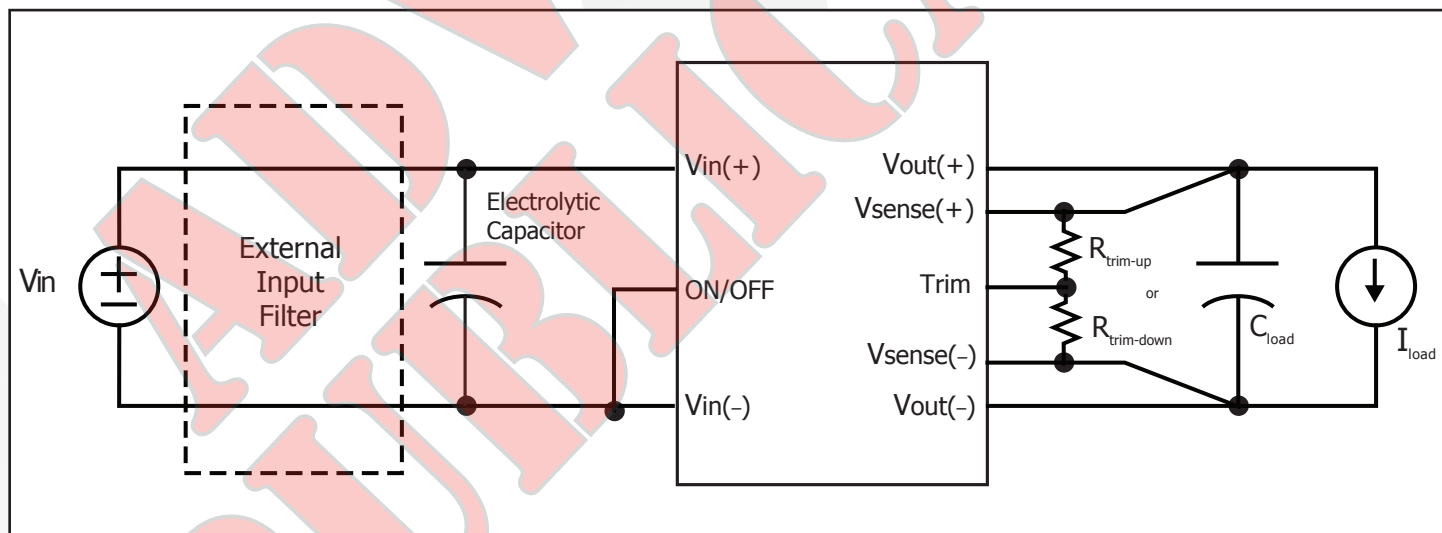 Vin
External
Input
Filter
Electrolytic
Capacitor
Vin(+)
ON/OFF
Vin(−)
Vout(+)
Vsense(+)
Trim
Vsense(−)
Vout(−)
Rtrim-up
or
Rtrim-down
Cload
Iload